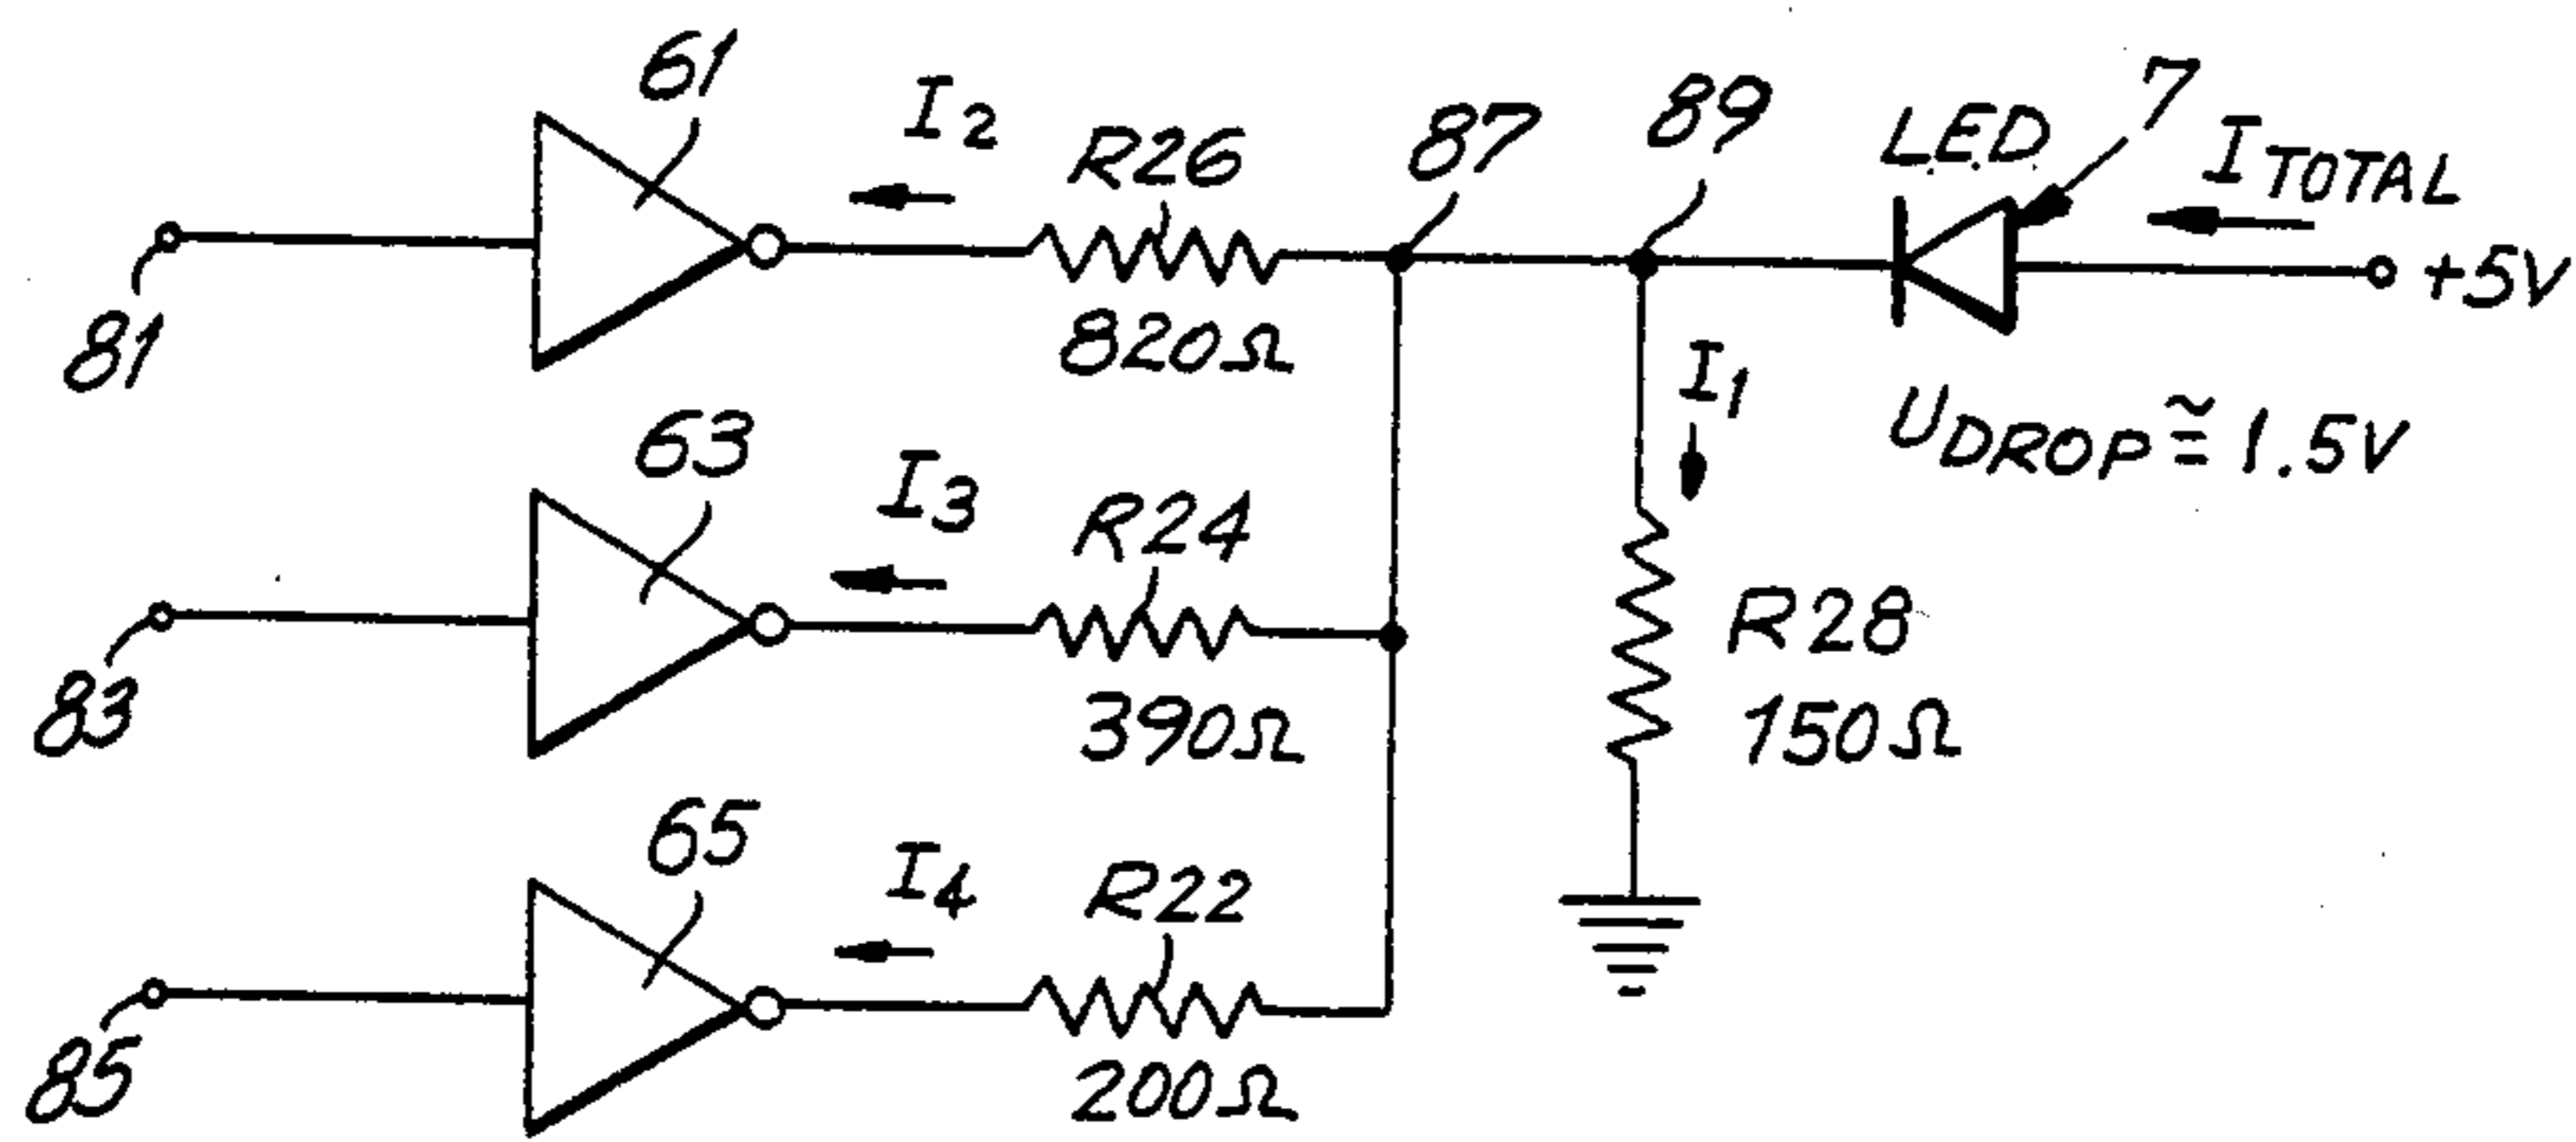 61
I2
R26
820Ω
81
87
89
LED
7
ITOTAL
+5V
UDROP ≅ 1.5V
I1
R28
150Ω
63
I3
R24
390Ω
83
65
I4
R22
200Ω
85